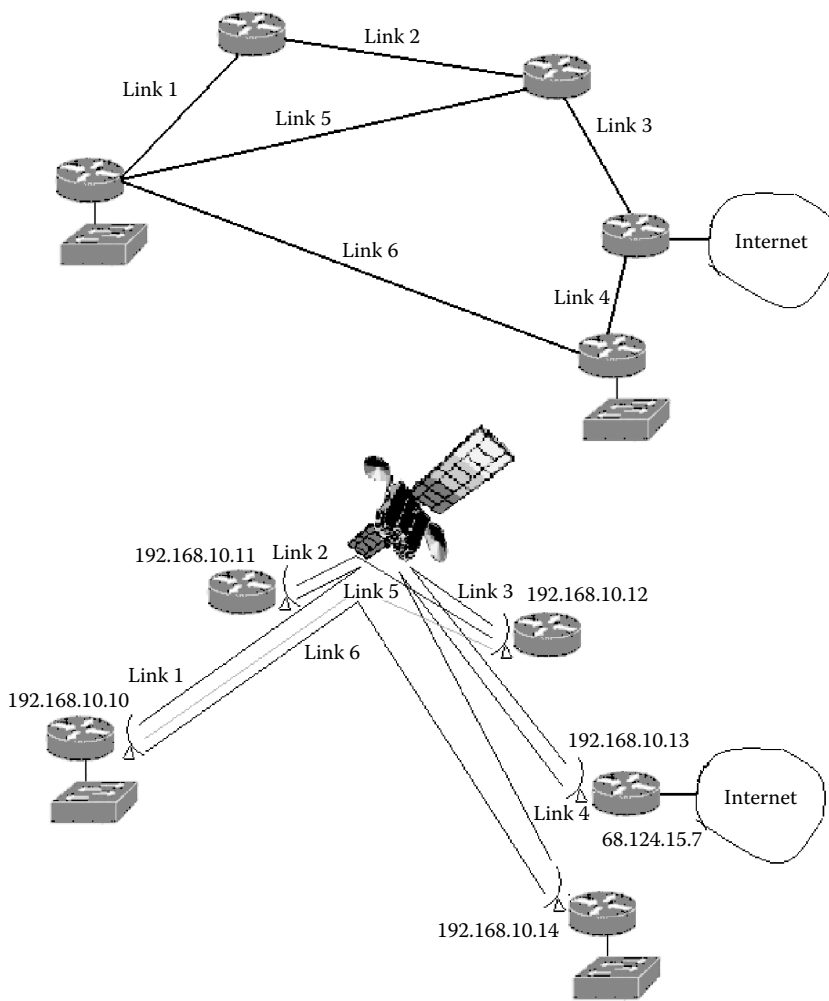 Link 2
Link 1
Link 5
Link 3
Internet
Link 6
Link 4
192.168.10.11
Link 2
Link 5
Link 3
192.168.10.12
Link 6
Link 1
192.168.10.10
192.168.10.13
Link 4
Internet
68.124.15.7
192.168.10.14